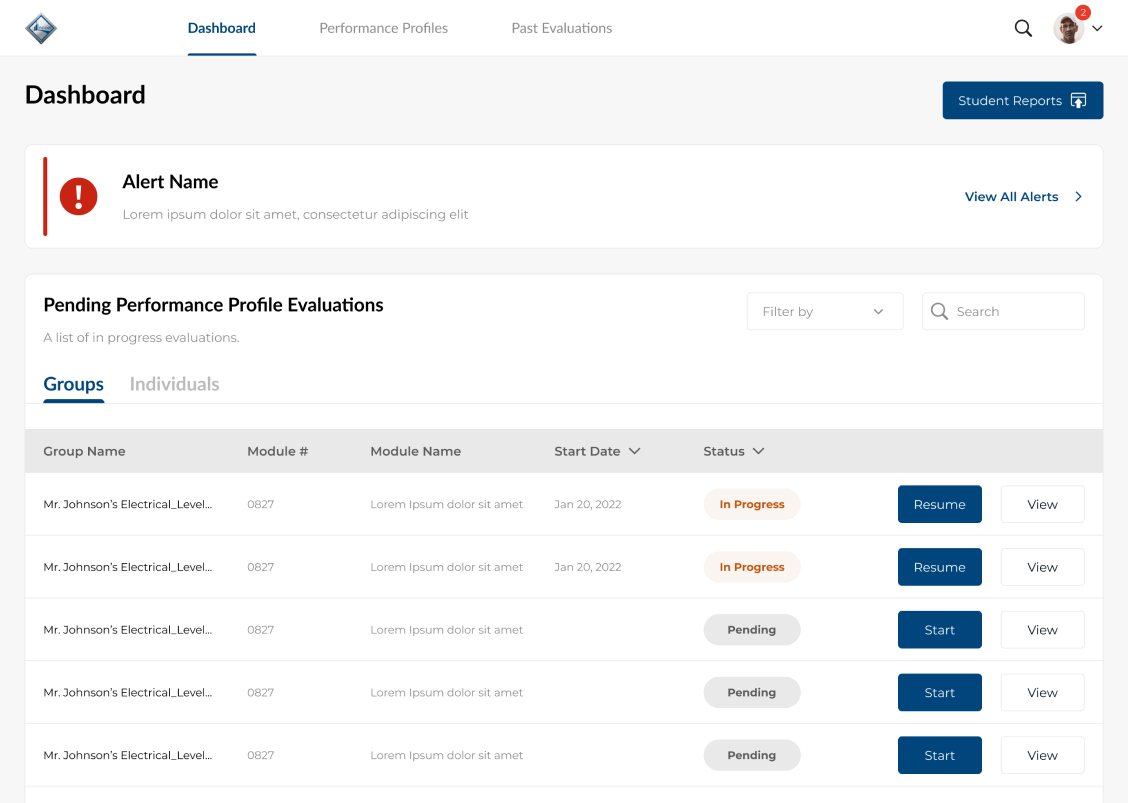 Dashboard
Performance Profiles
Past Evaluations
2
Dashboard
Student Reports
!
Alert Name
Lorem ipsum dolor sit amet, consectetur adipiscing elit
View All Alerts
Pending Performance Profile Evaluations
A list of in progress evaluations.
Filter by
Search
Groups Individuals
Group Name Module # Module Name Start Date Status
Mr. Johnson’s Electrical_Level... 0827 Lorem Ipsum dolor sit amet Jan 20, 2022 In Progress Resume View
Mr. Johnson’s Electrical_Level... 0827 Lorem Ipsum dolor sit amet Jan 20, 2022 In Progress Resume View
Mr. Johnson’s Electrical_Level... 0827 Lorem Ipsum dolor sit amet Pending Start View
Mr. Johnson’s Electrical_Level... 0827 Lorem Ipsum dolor sit amet Pending Start View
Mr. Johnson’s Electrical_Level... 0827 Lorem Ipsum dolor sit amet Pending Start View